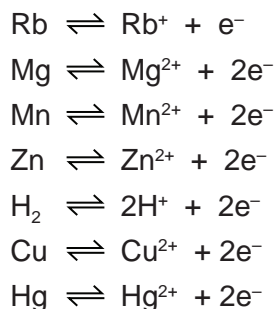 Rb ⇌ Rb⁺ + e⁻
Mg ⇌ Mg²⁺ + 2e⁻
Mn ⇌ Mn²⁺ + 2e⁻
Zn ⇌ Zn²⁺ + 2e⁻
H₂ ⇌ 2H⁺ + 2e⁻
Cu ⇌ Cu²⁺ + 2e⁻
Hg ⇌ Hg²⁺ + 2e⁻